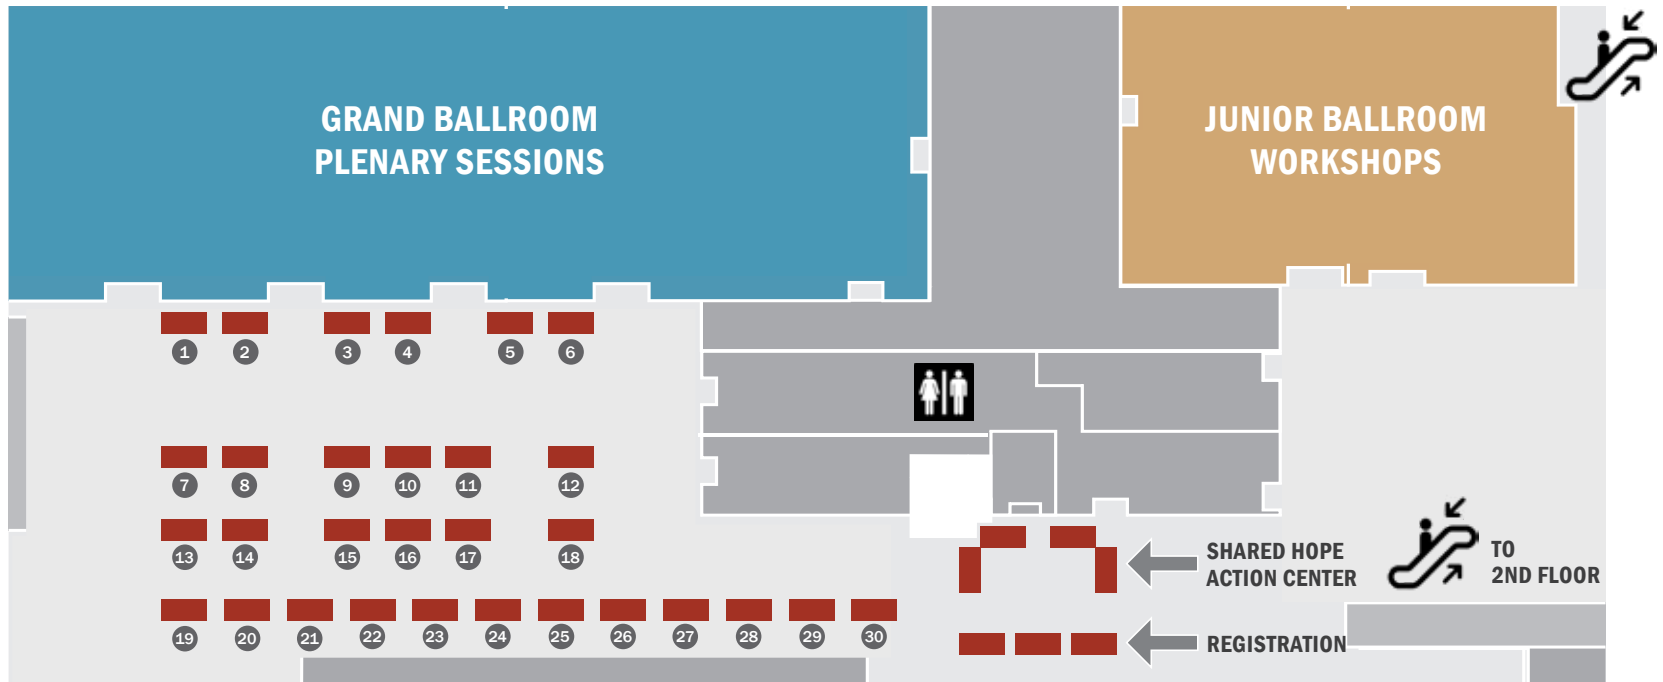 GRAND BALLROOM
PLENARY SESSIONS
JUNIOR BALLROOM
WORKSHOPS
1 2 3 4 5 6
7 8 9 10 11 12
13 14 15 16 17 18
SHARED HOPE
ACTION CENTER
TO
2ND FLOOR
19 20 21 22 23 24 25 26 27 28 29 30
REGISTRATION